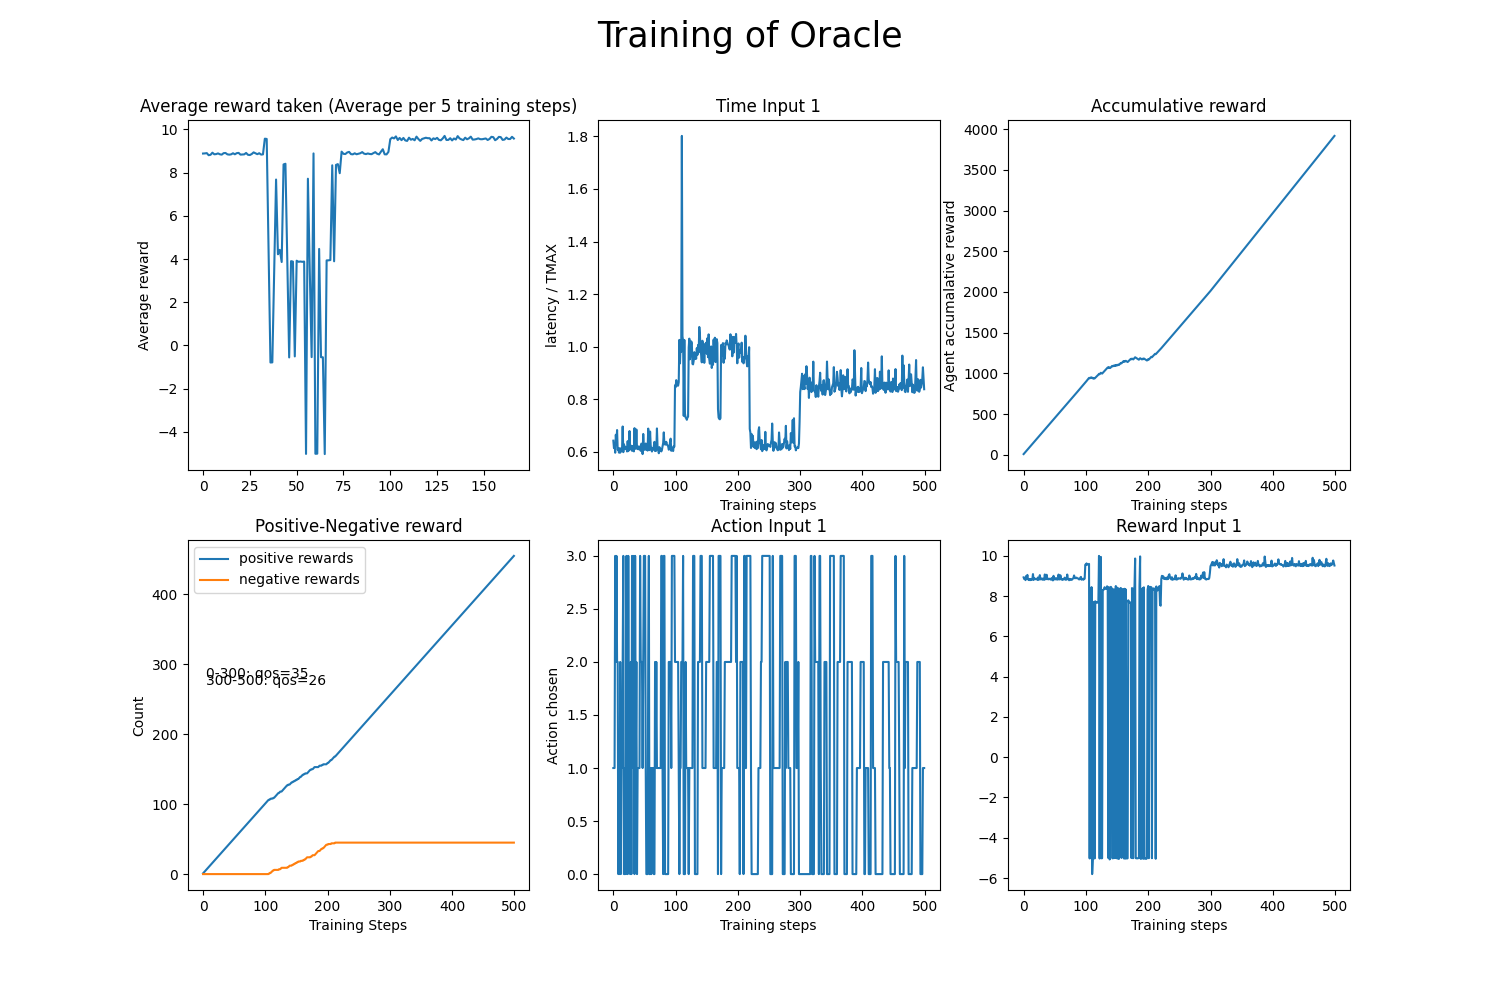 Training of Oracle
Average reward taken (Average per 5 training steps)
Average reward
10
8
6
4
2
0
−2
−4
0 25 50 75 100 125 150
Time Input 1
latency / TMAX
1.8
1.6
1.4
1.2
1.0
0.8
0.6
0 100 200 300 400 500
Training steps
Accumulative reward
Agent accumalative reward
4000
3500
3000
2500
2000
1500
1000
500
0
0 100 200 300 400 500
Training steps
Positive-Negative reward
positive rewards
negative rewards
Count
400
300
200
100
0
0-300: qos=35
300-500: qos=26
0 100 200 300 400 500
Training Steps
Action Input 1
Action chosen
3.0
2.5
2.0
1.5
1.0
0.5
0.0
0 100 200 300 400 500
Training steps
Reward Input 1
10
8
6
4
2
0
−2
−4
−6
0 100 200 300 400 500
Training steps